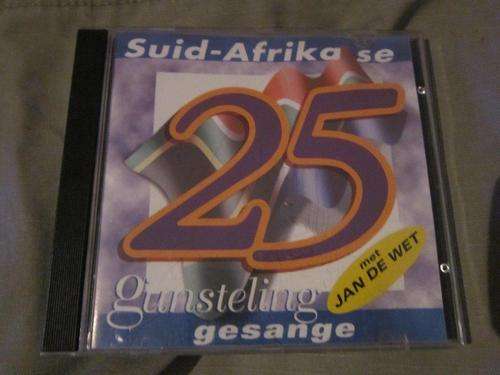 Suid-Afrika se
25
gunsteling
gesange
met
JAN DE WET